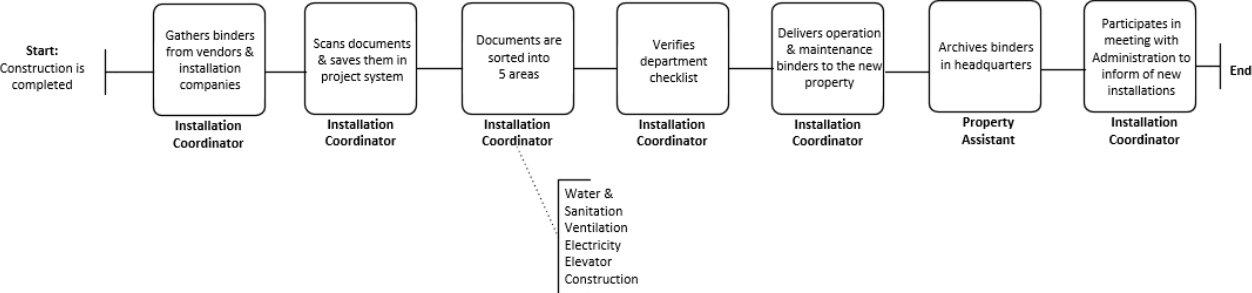 Start:
Construction is
completed
Gathers binders
from vendors &
installation
companies
Installation
Coordinator
Scans documents
& saves them in
project system
Installation
Coordinator
Documents are
sorted into
5 areas
Installation
Coordinator
Water &
Sanitation
Ventilation
Electricity
Elevator
Construction
Verifies
department
checklist
Installation
Coordinator
Delivers operation
& maintenance
binders to the new
property
Installation
Coordinator
Archives binders
in headquarters
Property
Assistant
Participates in
meeting with
Administration to
inform of new
installations
Installation
Coordinator
End